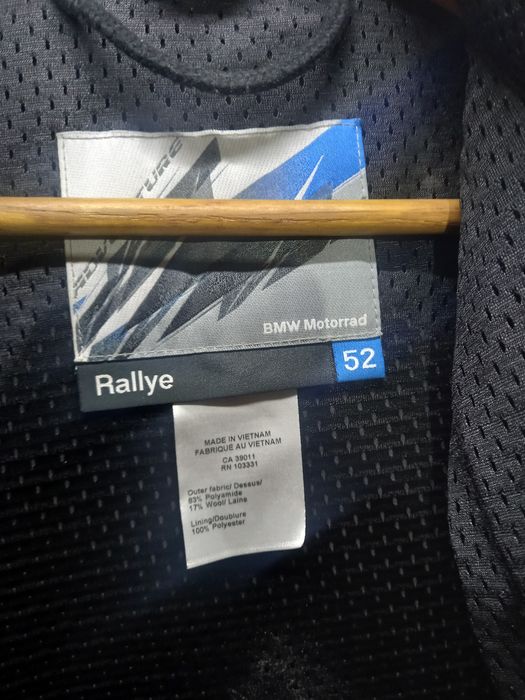 ADVENTURE
BMW Motorrad
Rallye
52
MADE IN VIETNAM
FABRIQUE AU VIETNAM
CA 39011
RN 103331
Outer fabric/ Dessus/
83% Polyamide
17% Wool/ Laine
Lining/Doublure
100% Polyester